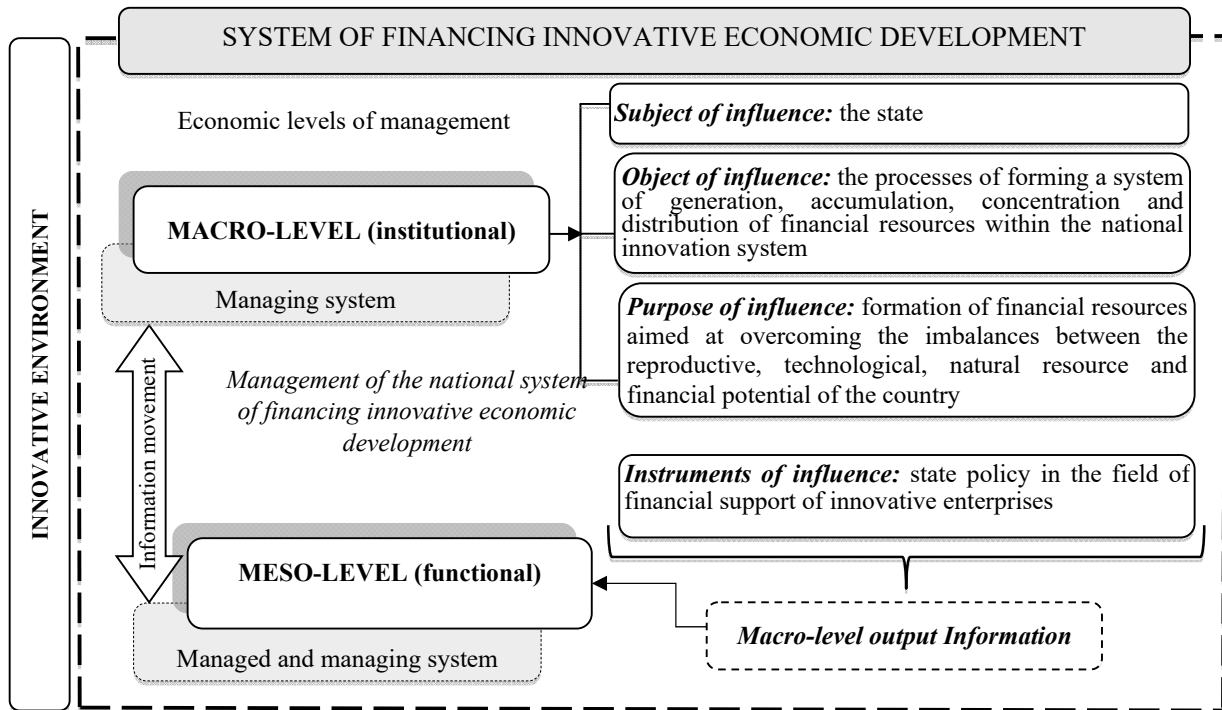 SYSTEM OF FINANCING INNOVATIVE ECONOMIC DEVELOPMENT
INNOVATIVE ENVIRONMENT
Economic levels of management
MACRO-LEVEL (institutional)
Managing system
Subject of influence: the state
Object of influence: the processes of forming a system
of generation, accumulation, concentration and
distribution of financial resources within the national
innovation system
Purpose of influence: formation of financial resources
aimed at overcoming the imbalances between the
reproductive, technological, natural resource and
financial potential of the country
Information movement
Management of the national system
of financing innovative economic
development
Instruments of influence: state policy in the field of
financial support of innovative enterprises
MESO-LEVEL (functional)
Managed and managing system
Macro-level output Information